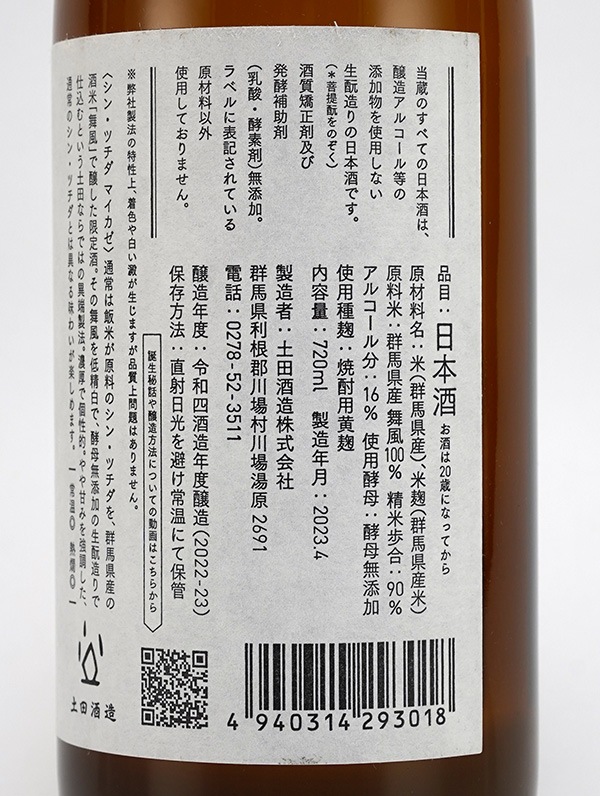 当蔵のすべての日本酒は、
醸造アルコール等の
添加物を使用しない
生酛造りの日本酒です。
(＊菩提酛をのぞく)
酒質矯正剤及び
発酵補助剤
(乳酸・酵素剤)無添加。
ラベルに表記されている
原材料以外
使用しておりません。
※弊社製法の特性上、着色や白い澱が生じますが品質上問題はありません。
〈シン・ツチダ マイカゼ〉通常は飯米が原料のシン・ツチダを、群馬県産の
酒米「舞風」で醸した限定酒。その舞風を低精白で、酵母無添加の生酛造りで
仕込むという土田ならではの異端製法。濃厚で個性的。やや甘みを強調した、
通常のシン・ツチダとは異なる味わいが楽しめます。 ー 常温◎ 熱燗◎ ー
品目：日本酒 お酒は20歳になってから
原材料名：米(群馬県産)、米麹(群馬県産米)
原料米：群馬県産 舞風100% 精米歩合：90%
アルコール分：16% 使用酵母：酵母無添加
使用種麹：焼酎用黄麹
内容量：720ml 製造年月：2023.4
製造者：土田酒造株式会社
群馬県利根郡川場村川場湯原2691
電話：0278-52-3511
醸造年度：令和四酒造年度醸造(2022-23)
保存方法：直射日光を避け常温にて保管
誕生秘話や醸造方法についての動画はこちらから
土田酒造
4 940314 293018